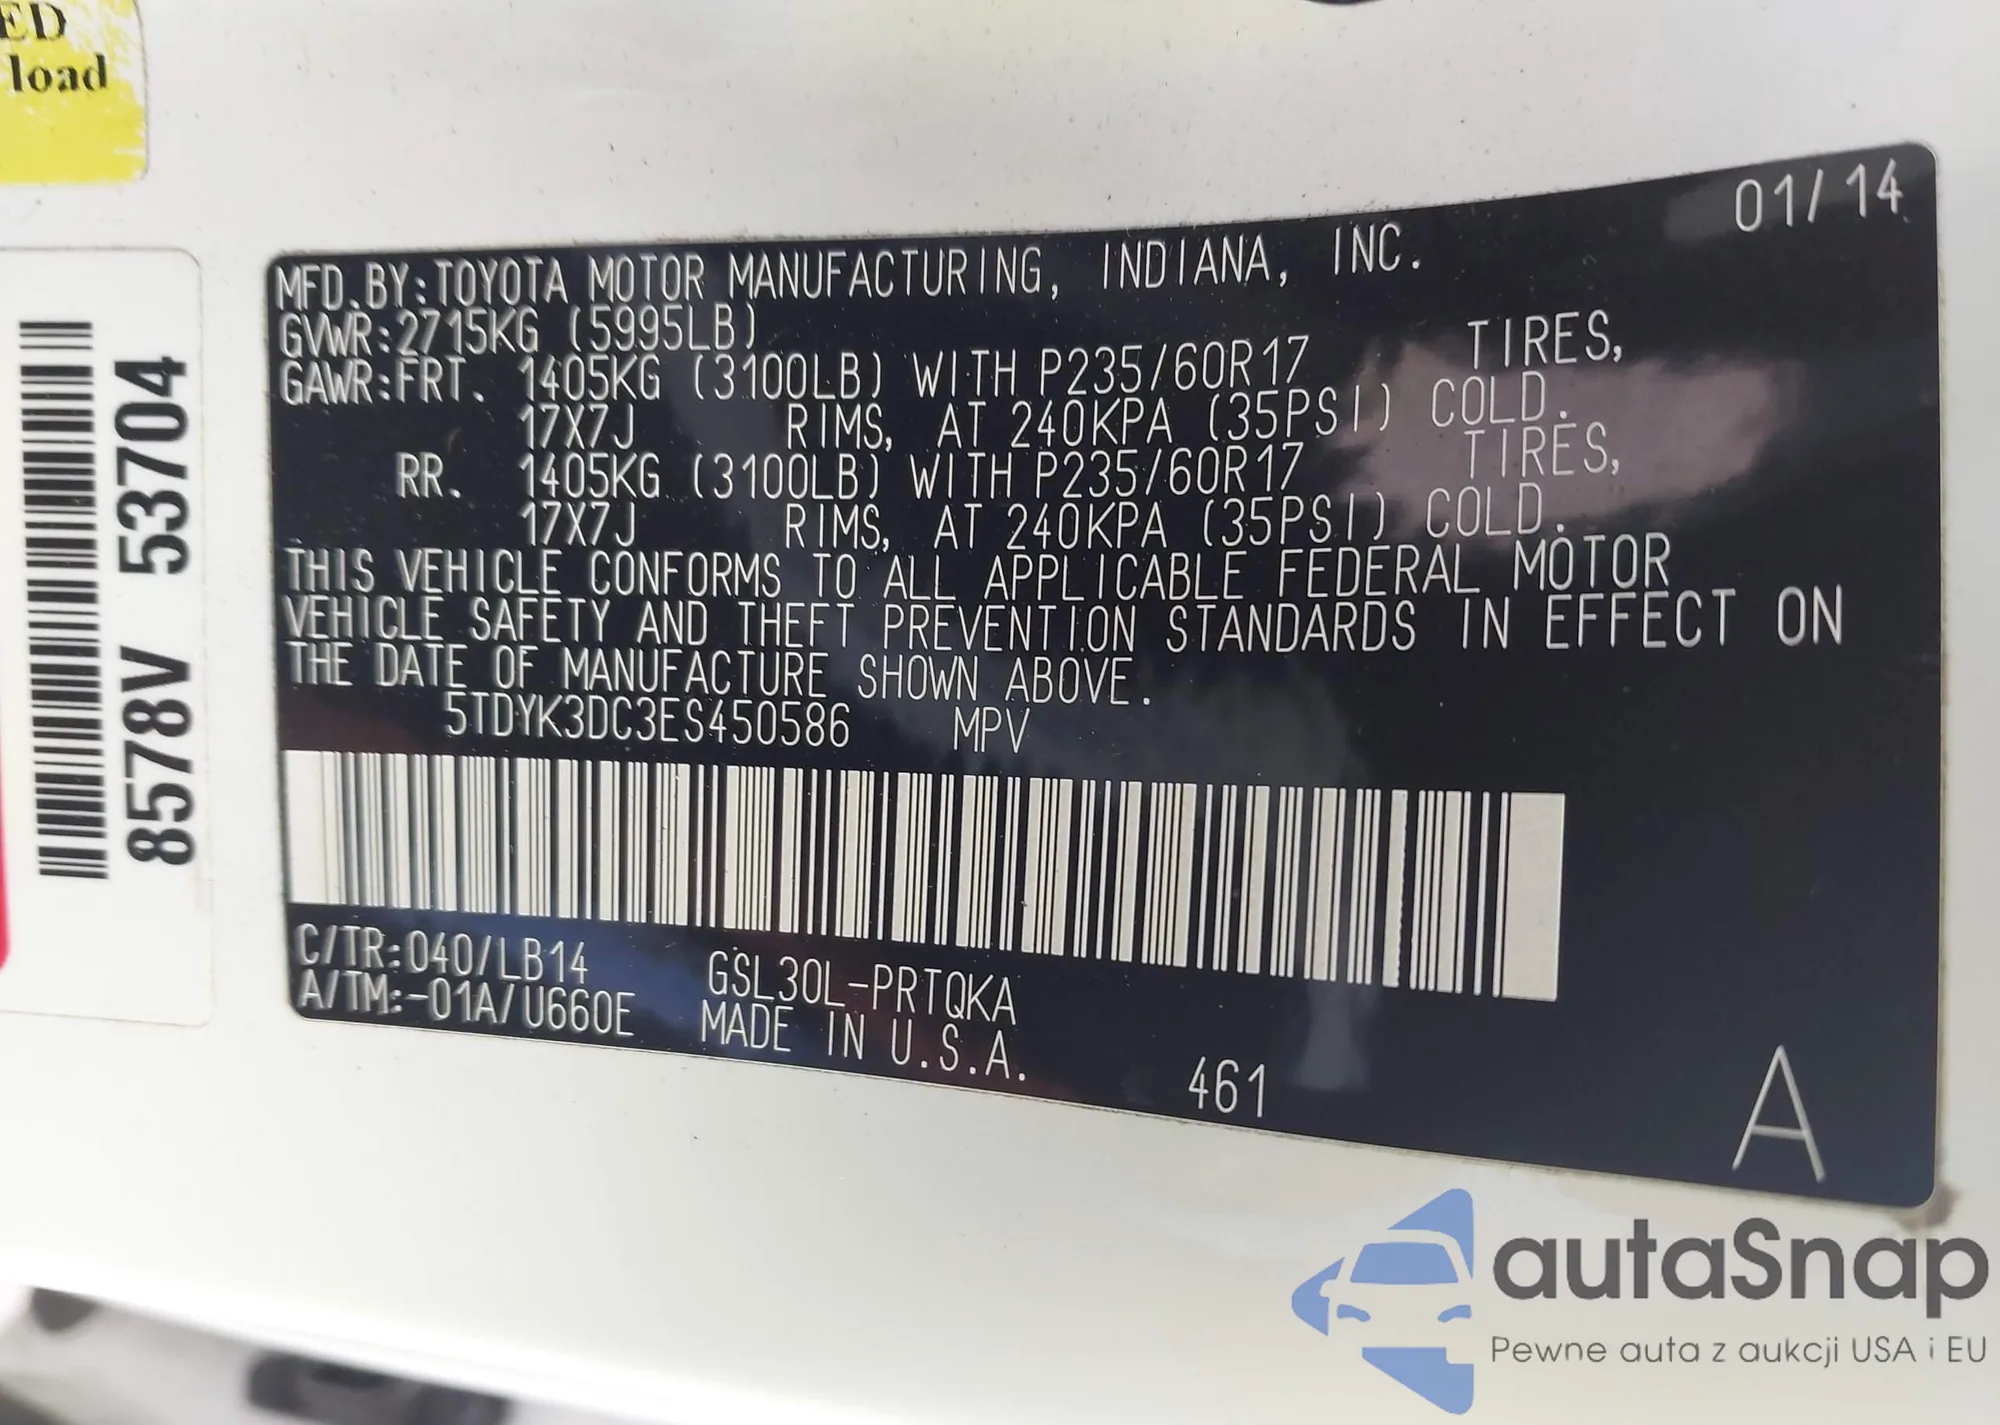 ED
load
8578V 53704
01/14
MFD.BY:TOYOTA MOTOR MANUFACTURING, INDIANA, INC.
GVWR:2715KG (5995LB)
GAWR:FRT. 1405KG (3100LB) WITH P235/60R17 TIRES,
17X7J RIMS, AT 240KPA (35PSI) COLD.
RR. 1405KG (3100LB) WITH P235/60R17 TIRES,
17X7J RIMS, AT 240KPA (35PSI) COLD.
THIS VEHICLE CONFORMS TO ALL APPLICABLE FEDERAL MOTOR
VEHICLE SAFETY AND THEFT PREVENTION STANDARDS IN EFFECT ON
THE DATE OF MANUFACTURE SHOWN ABOVE.
5TDYK3DC3ES450586 MPV
C/TR:040/LB14 GSL30L-PRTQKA
A/TM:-01A/U660E MADE IN U.S.A.
461
A
autaSnap
Pewne auta z aukcji USA i EU